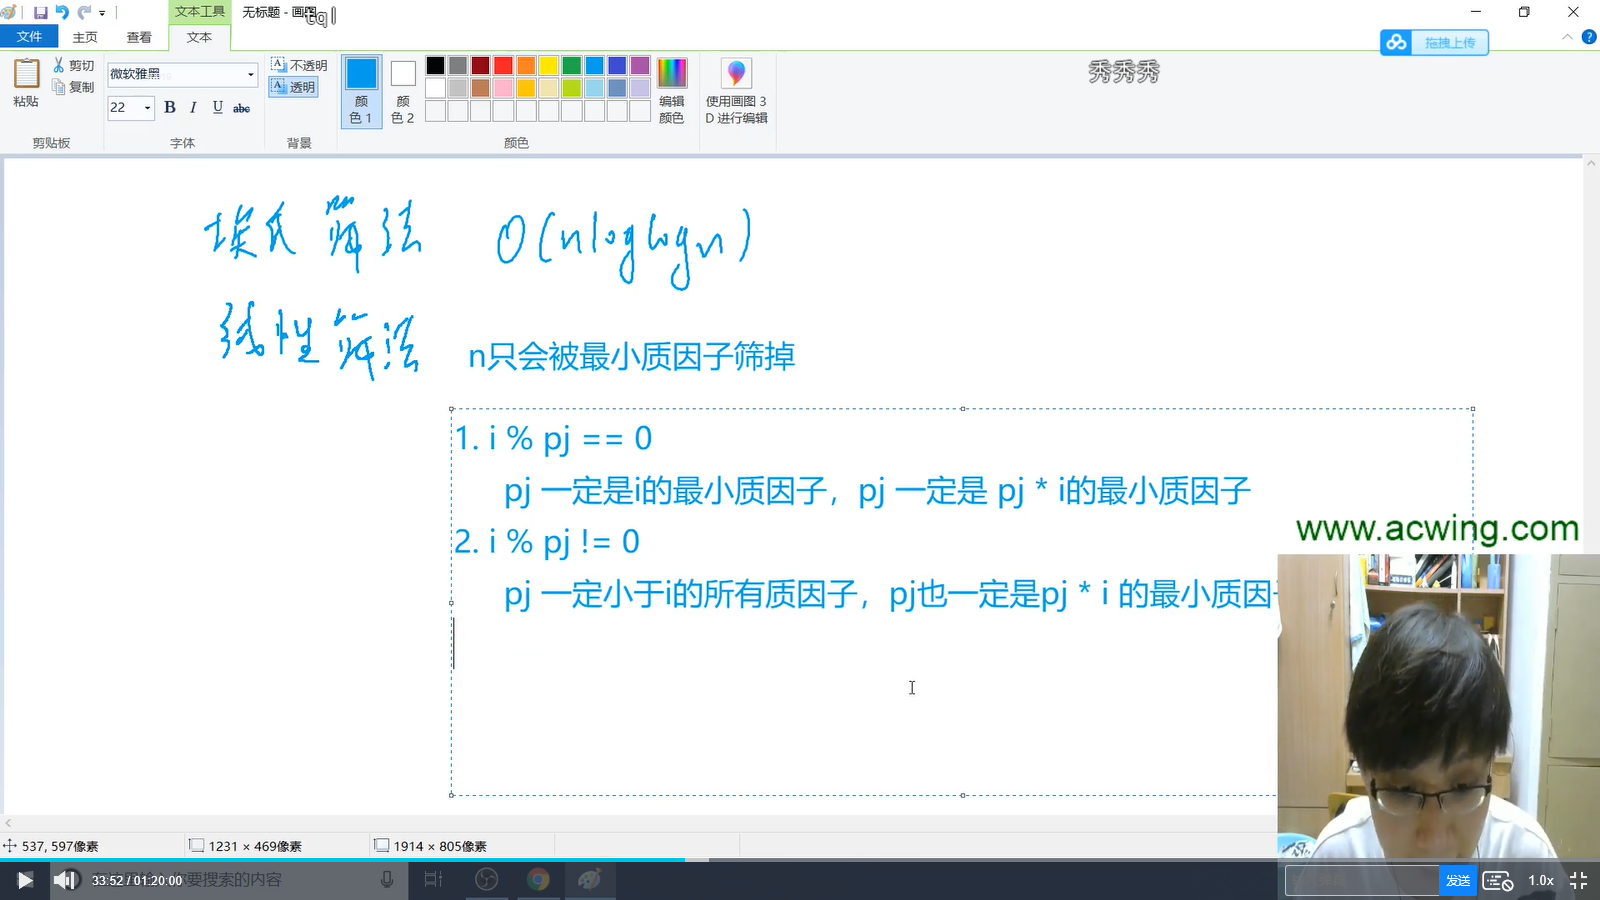 文本工具
无标题 - 画图
tql
文件
主页
查看
文本
拖拽上传
粘贴
剪切
复制
剪贴板
微软雅黑
22
B I U abc
字体
不透明
透明
背景
颜色 1
颜色 2
编辑颜色
颜色
使用画图 3D 进行编辑
秀秀秀
埃氏筛法 O(nloglogn)
线性筛法
n只会被最小质因子筛掉
1. i % pj == 0
pj 一定是i的最小质因子，pj 一定是 pj * i的最小质因子
2. i % pj != 0
pj 一定小于i的所有质因子，pj也一定是pj * i 的最小质因
www.acwing.com
537, 597像素
1231 × 469像素
1914 × 805像素
33:52 / 01:20:00
你要搜索的内容
发送
1.0x